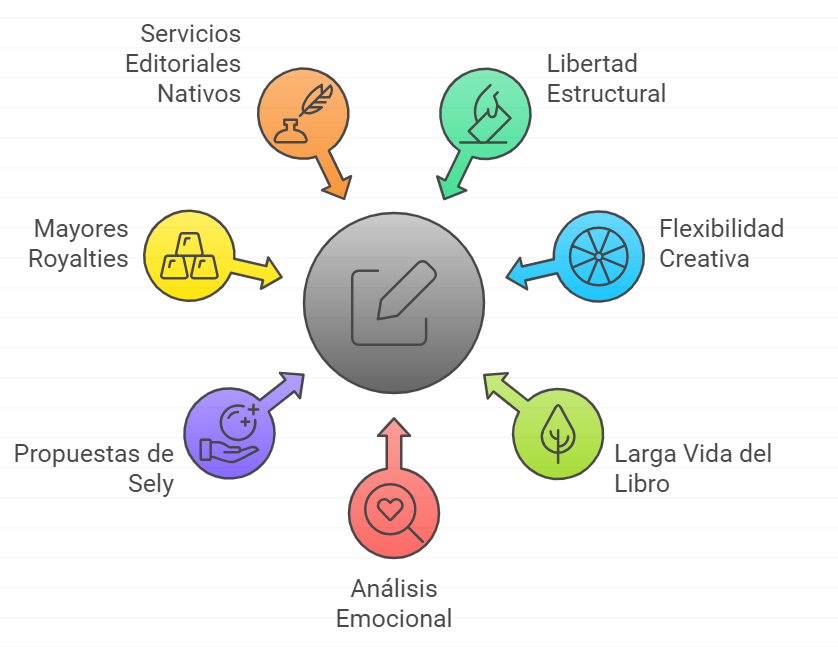 Servicios
Editoriales
Nativos
Libertad
Estructural
Mayores
Royalties
Flexibilidad
Creativa
Propuestas de
Sely
Larga Vida del
Libro
Análisis
Emocional